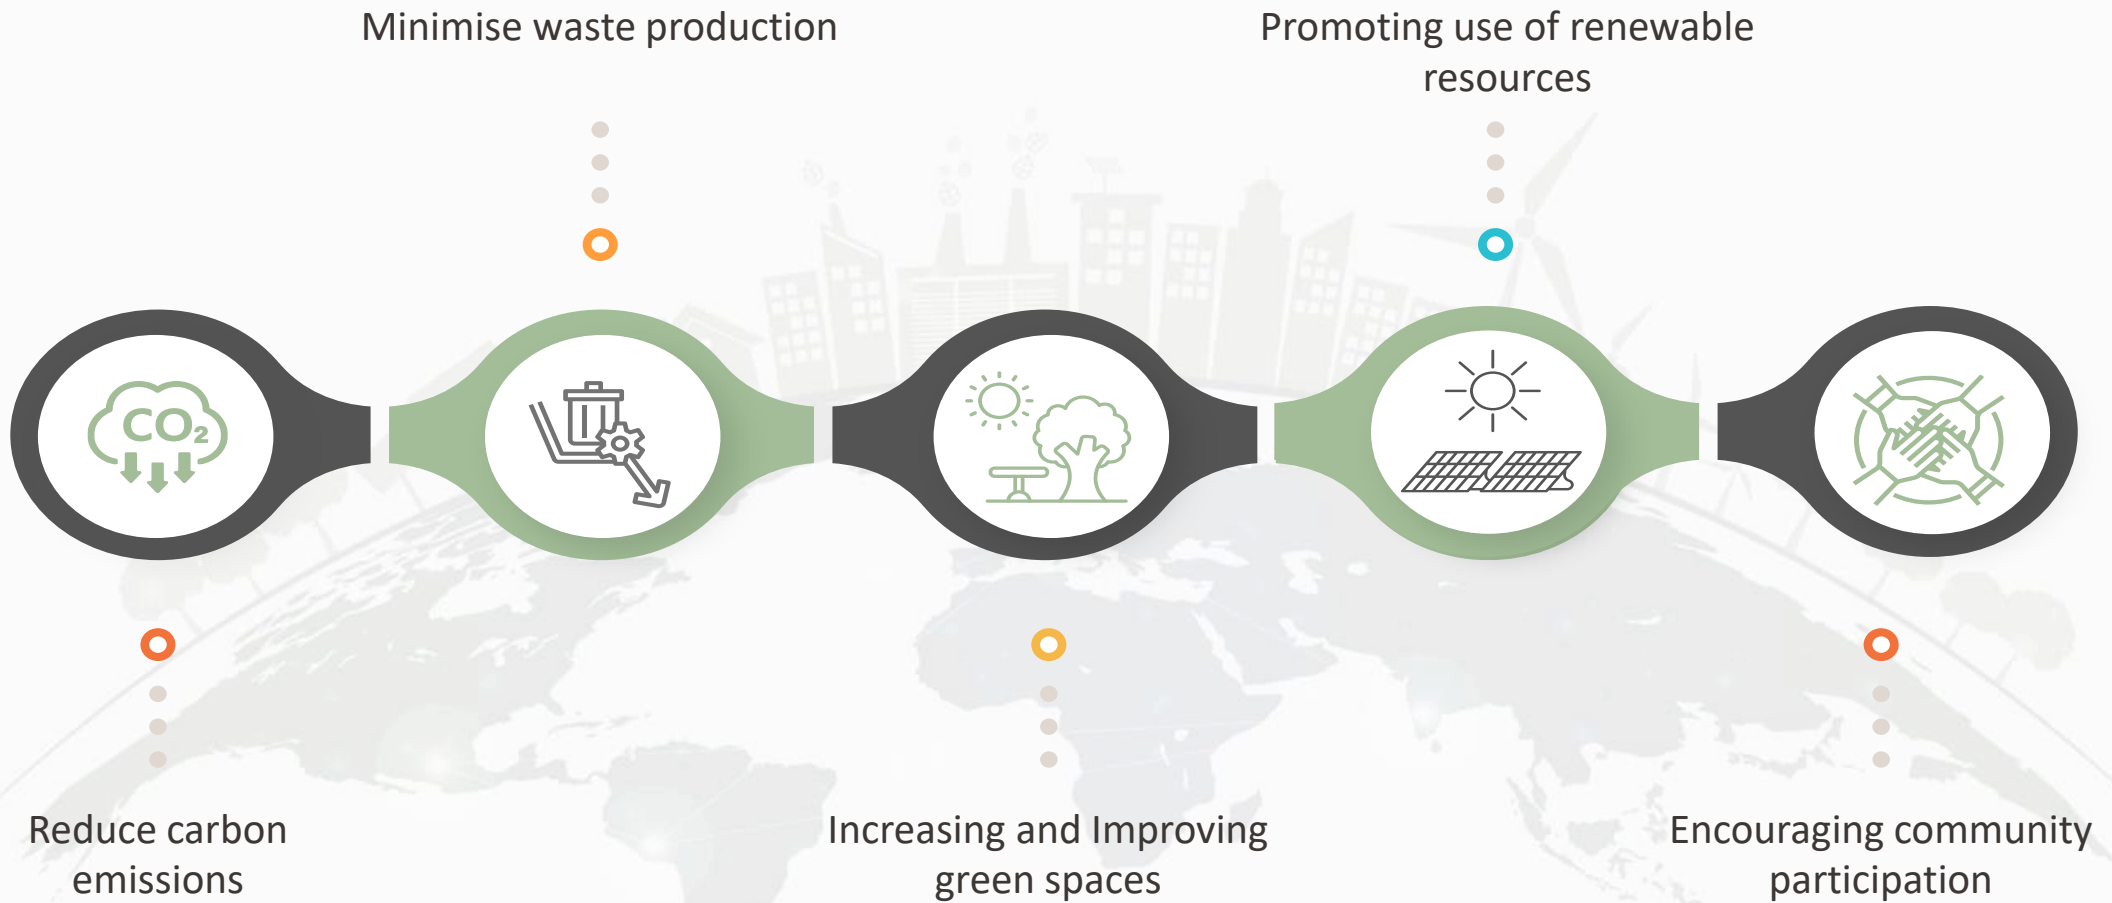 Minimise waste production
Promoting use of renewable
resources
CO2
Reduce carbon
emissions
Increasing and Improving
green spaces
Encouraging community
participation